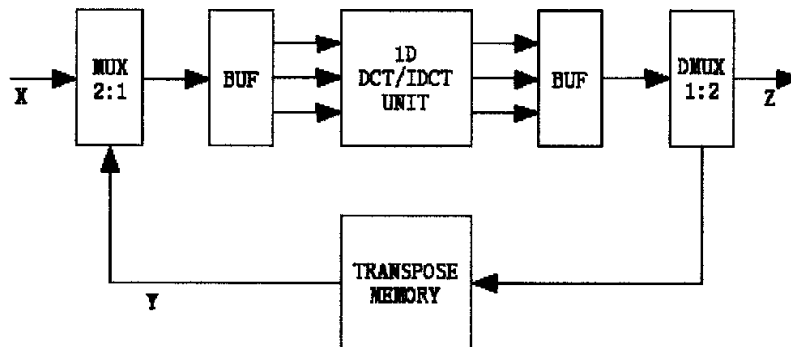 X
MUX
2:1
BUF
1D
DCT/IDCT
UNIT
BUF
DMUX
1:2
Z
TRANSPOSE
MEMORY
Y